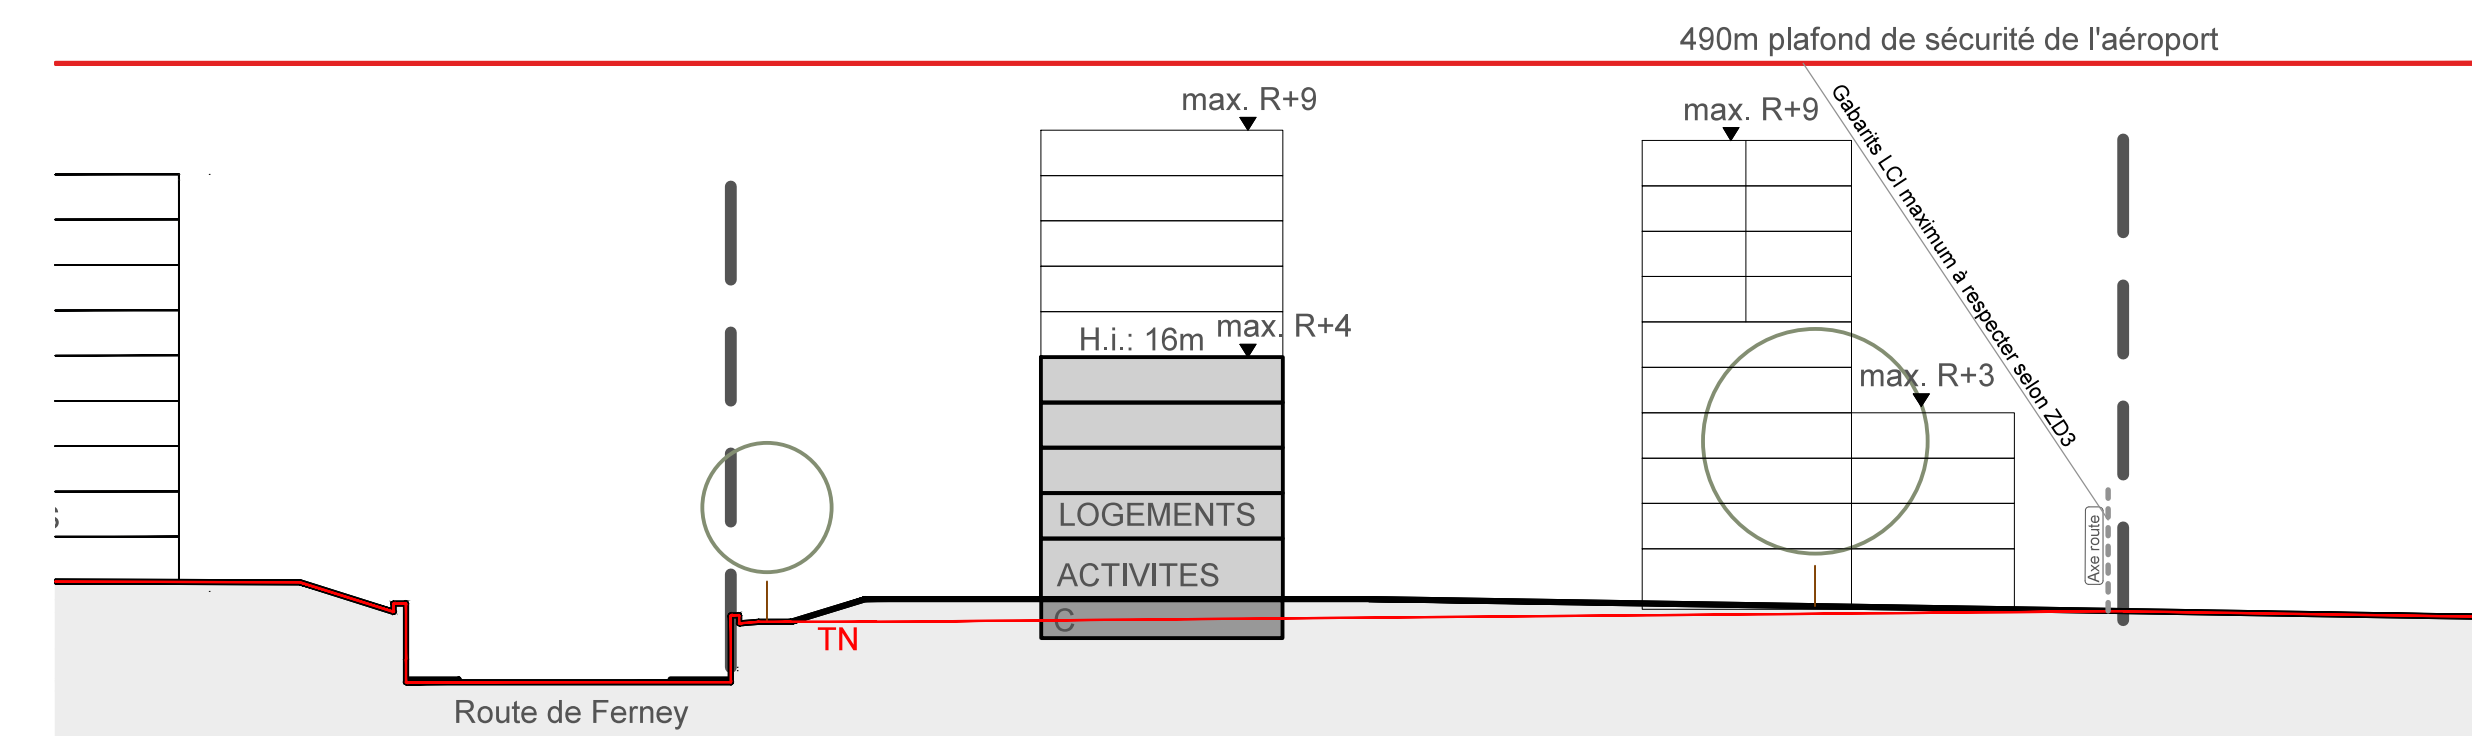 490m plafond de sécurité de l'aéroport
max. R+9
max. R+9
Gabarits LCI maximum à respecter selon ZD3
H.i.: 16m
max. R+4
max. R+3
LOGEMENTS
Axe route
ACTIVITES
C
TN
Route de Ferney